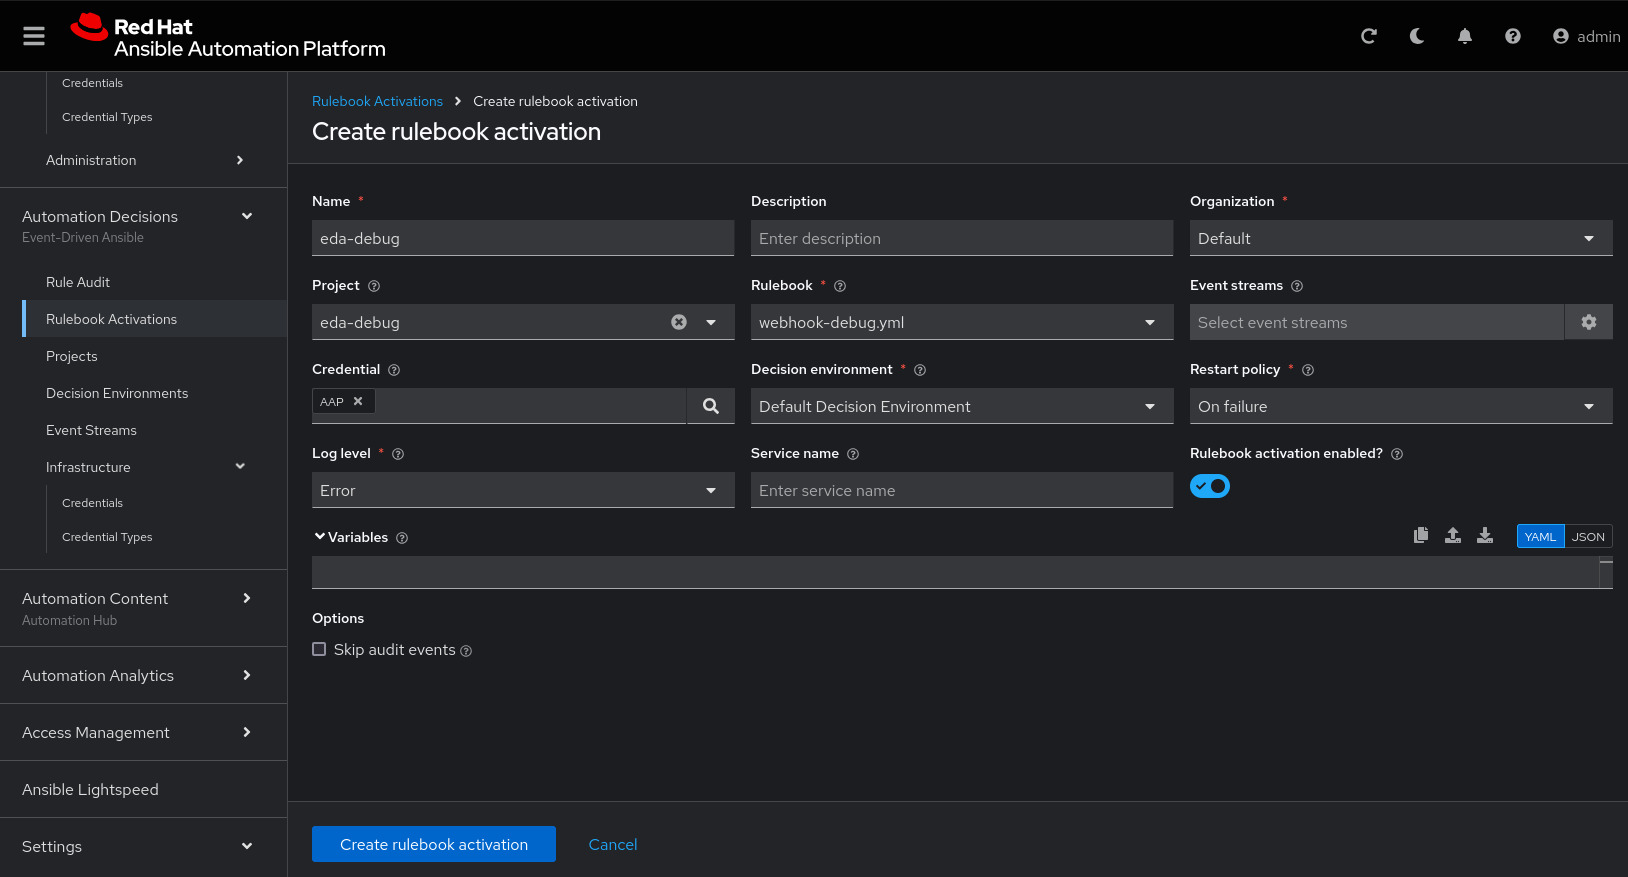 Red Hat
Ansible Automation Platform
admin
Credentials
Credential Types
Administration
Automation Decisions
Event-Driven Ansible
Rule Audit
Rulebook Activations
Projects
Decision Environments
Event Streams
Infrastructure
Credentials
Credential Types
Automation Content
Automation Hub
Automation Analytics
Access Management
Ansible Lightspeed
Settings
Rulebook Activations > Create rulebook activation
Create rulebook activation
Name * Description Organization *
eda-debug Enter description Default
Project Rulebook * Event streams
eda-debug webhook-debug.yml Select event streams
Credential Decision environment * Restart policy *
AAP Default Decision Environment On failure
Log level * Service name Rulebook activation enabled?
Error Enter service name
Variables YAML JSON
Options
Skip audit events
Create rulebook activation Cancel